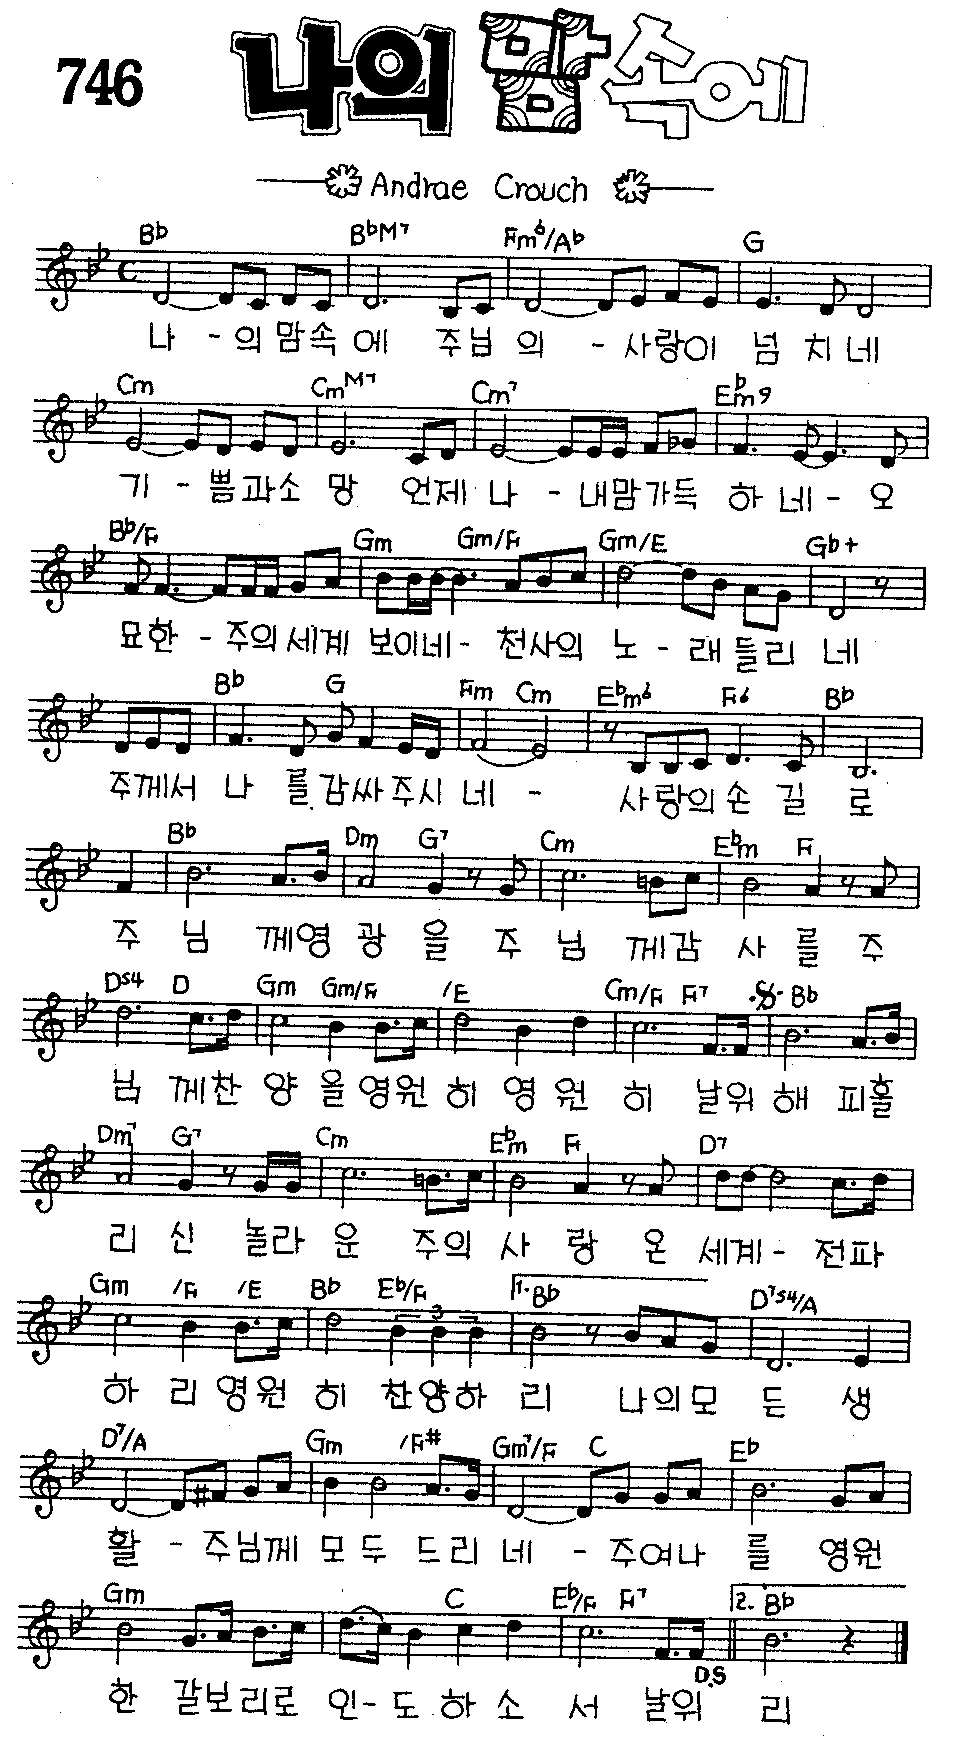 746
나의 맘속에
Andrae Crouch
Bb BbM7 Fm6/Ab G
나 - 의 맘 속 에 주 님 의 - 사 랑 이 넘 치 네
Cm CmM7 Cm7 Ebm9
기 - 쁨 과 소 망 언 제 나 - 내 맘 가 득 하 네 - 오
Bb/F Gm Gm/F Gm/E Gb+
묘 한 - 주 의 세 계 보 이 네 - 천 사 의 노 - 래 들 리 네
Bb G Fm Cm Ebm6 F6 Bb
주 께 서 나 를 감 싸 주 시 네 - 사 랑 의 손 길 로
Bb Dm G7 Cm Ebm F
주 님 께 영 광 을 주 님 께 감 사 를 주
Ds4 D Gm Gm/F /E Cm/F F7 Bb
님 께 찬 양 을 영 원 히 영 원 히 날 위 해 피 흘
Dm7 G7 Cm Ebm F D7
리 신 놀 라 운 주 의 사 랑 온 세 계 - 전 파
Gm /F /E Bb Eb/F 3 1. Bb D7s4/A
하 리 영 원 히 찬 양 하 리 나 의 모 든 생
D7/A Gm /F# Gm7/F C Eb
활 - 주 님 께 모 두 드 리 네 - 주 여 나 를 영 원
Gm C Eb/F F7 2. Bb
D.S
한 갈 보 리 로 인 - 도 하 소 서 날 위 리